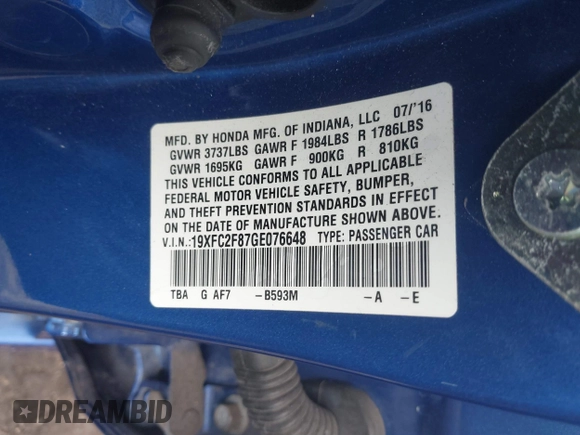 MFD. BY HONDA MFG. OF INDIANA, LLC 07/'16
GVWR 3737LBS GAWR F 1984LBS R 1786LBS
GVWR 1695KG GAWR F 900KG R 810KG
THIS VEHICLE CONFORMS TO ALL APPLICABLE
FEDERAL MOTOR VEHICLE SAFETY, BUMPER,
AND THEFT PREVENTION STANDARDS IN EFFECT
ON THE DATE OF MANUFACTURE SHOWN ABOVE.
V.I.N.:19XFC2F87GE076648 TYPE: PASSENGER CAR
TBA G AF7 -B593M -A -E
DREAMBID